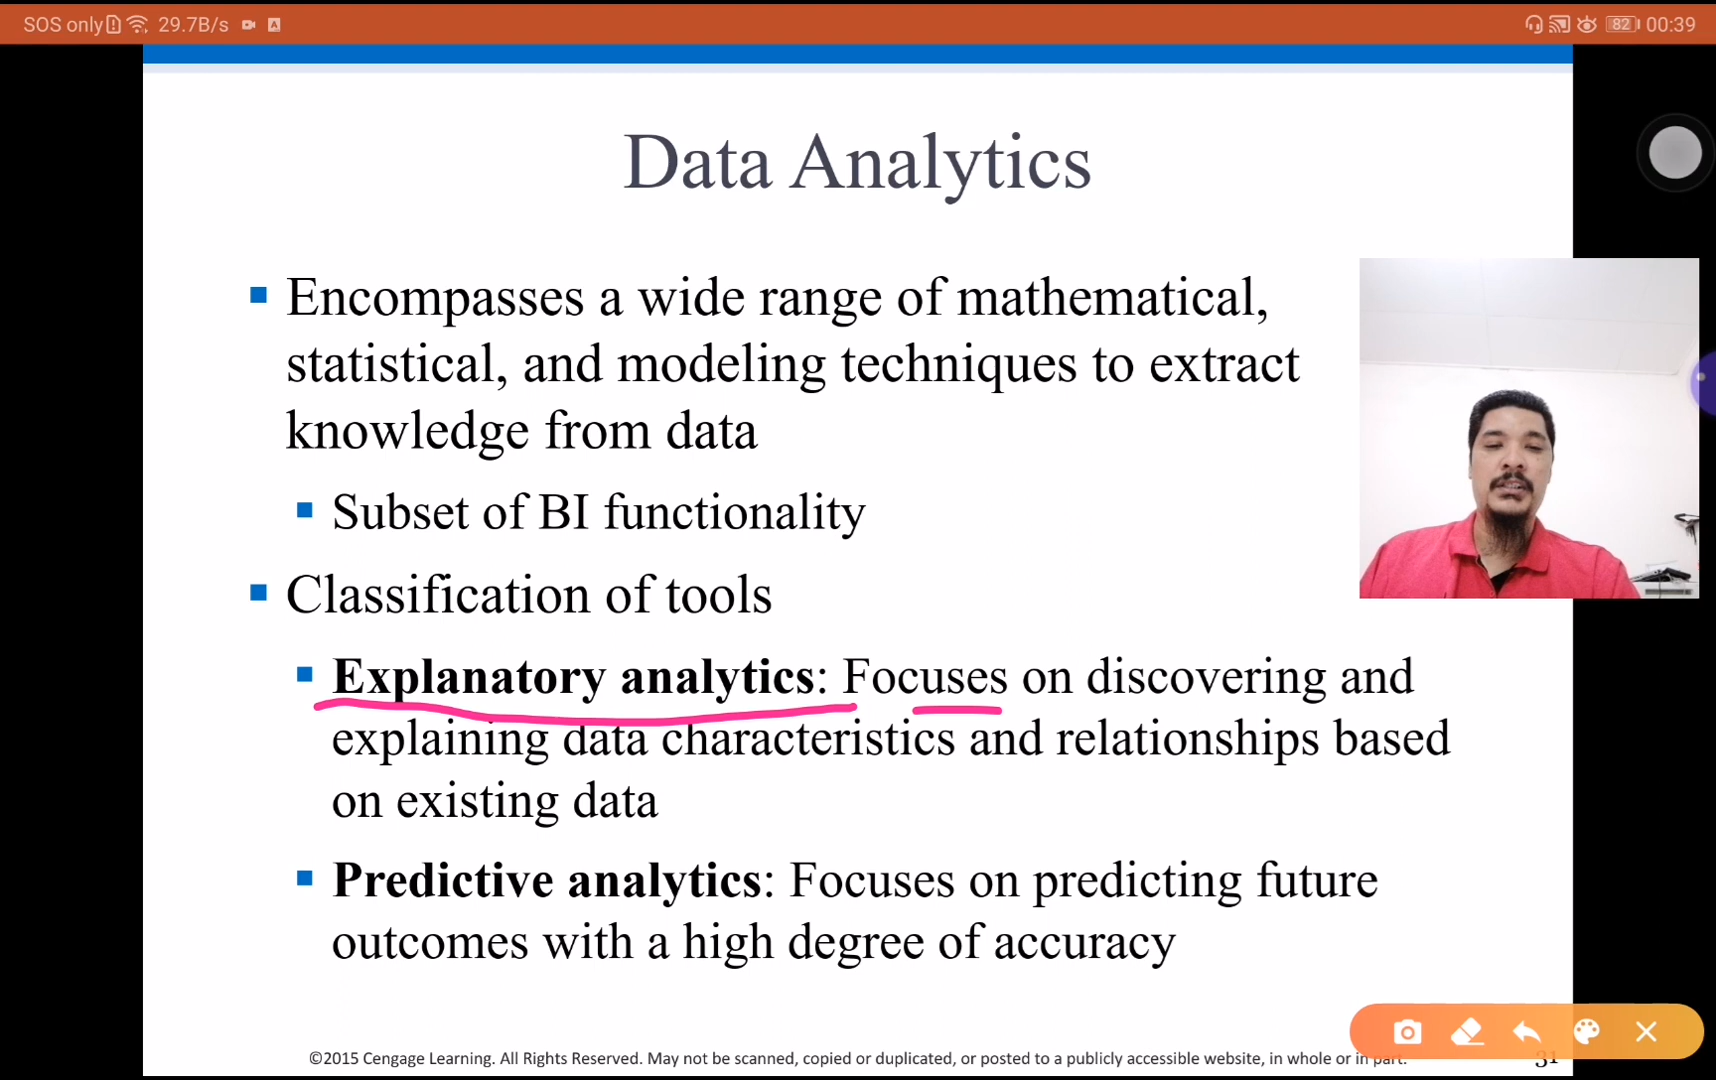 SOS only 29.7B/s 82 00:39
Data Analytics
Encompasses a wide range of mathematical,
statistical, and modeling techniques to extract
knowledge from data
Subset of BI functionality
Classification of tools
Explanatory analytics: Focuses on discovering and
explaining data characteristics and relationships based
on existing data
Predictive analytics: Focuses on predicting future
outcomes with a high degree of accuracy
©2015 Cengage Learning. All Rights Reserved. May not be scanned, copied or duplicated, or posted to a publicly accessible website, in whole or in part. 31